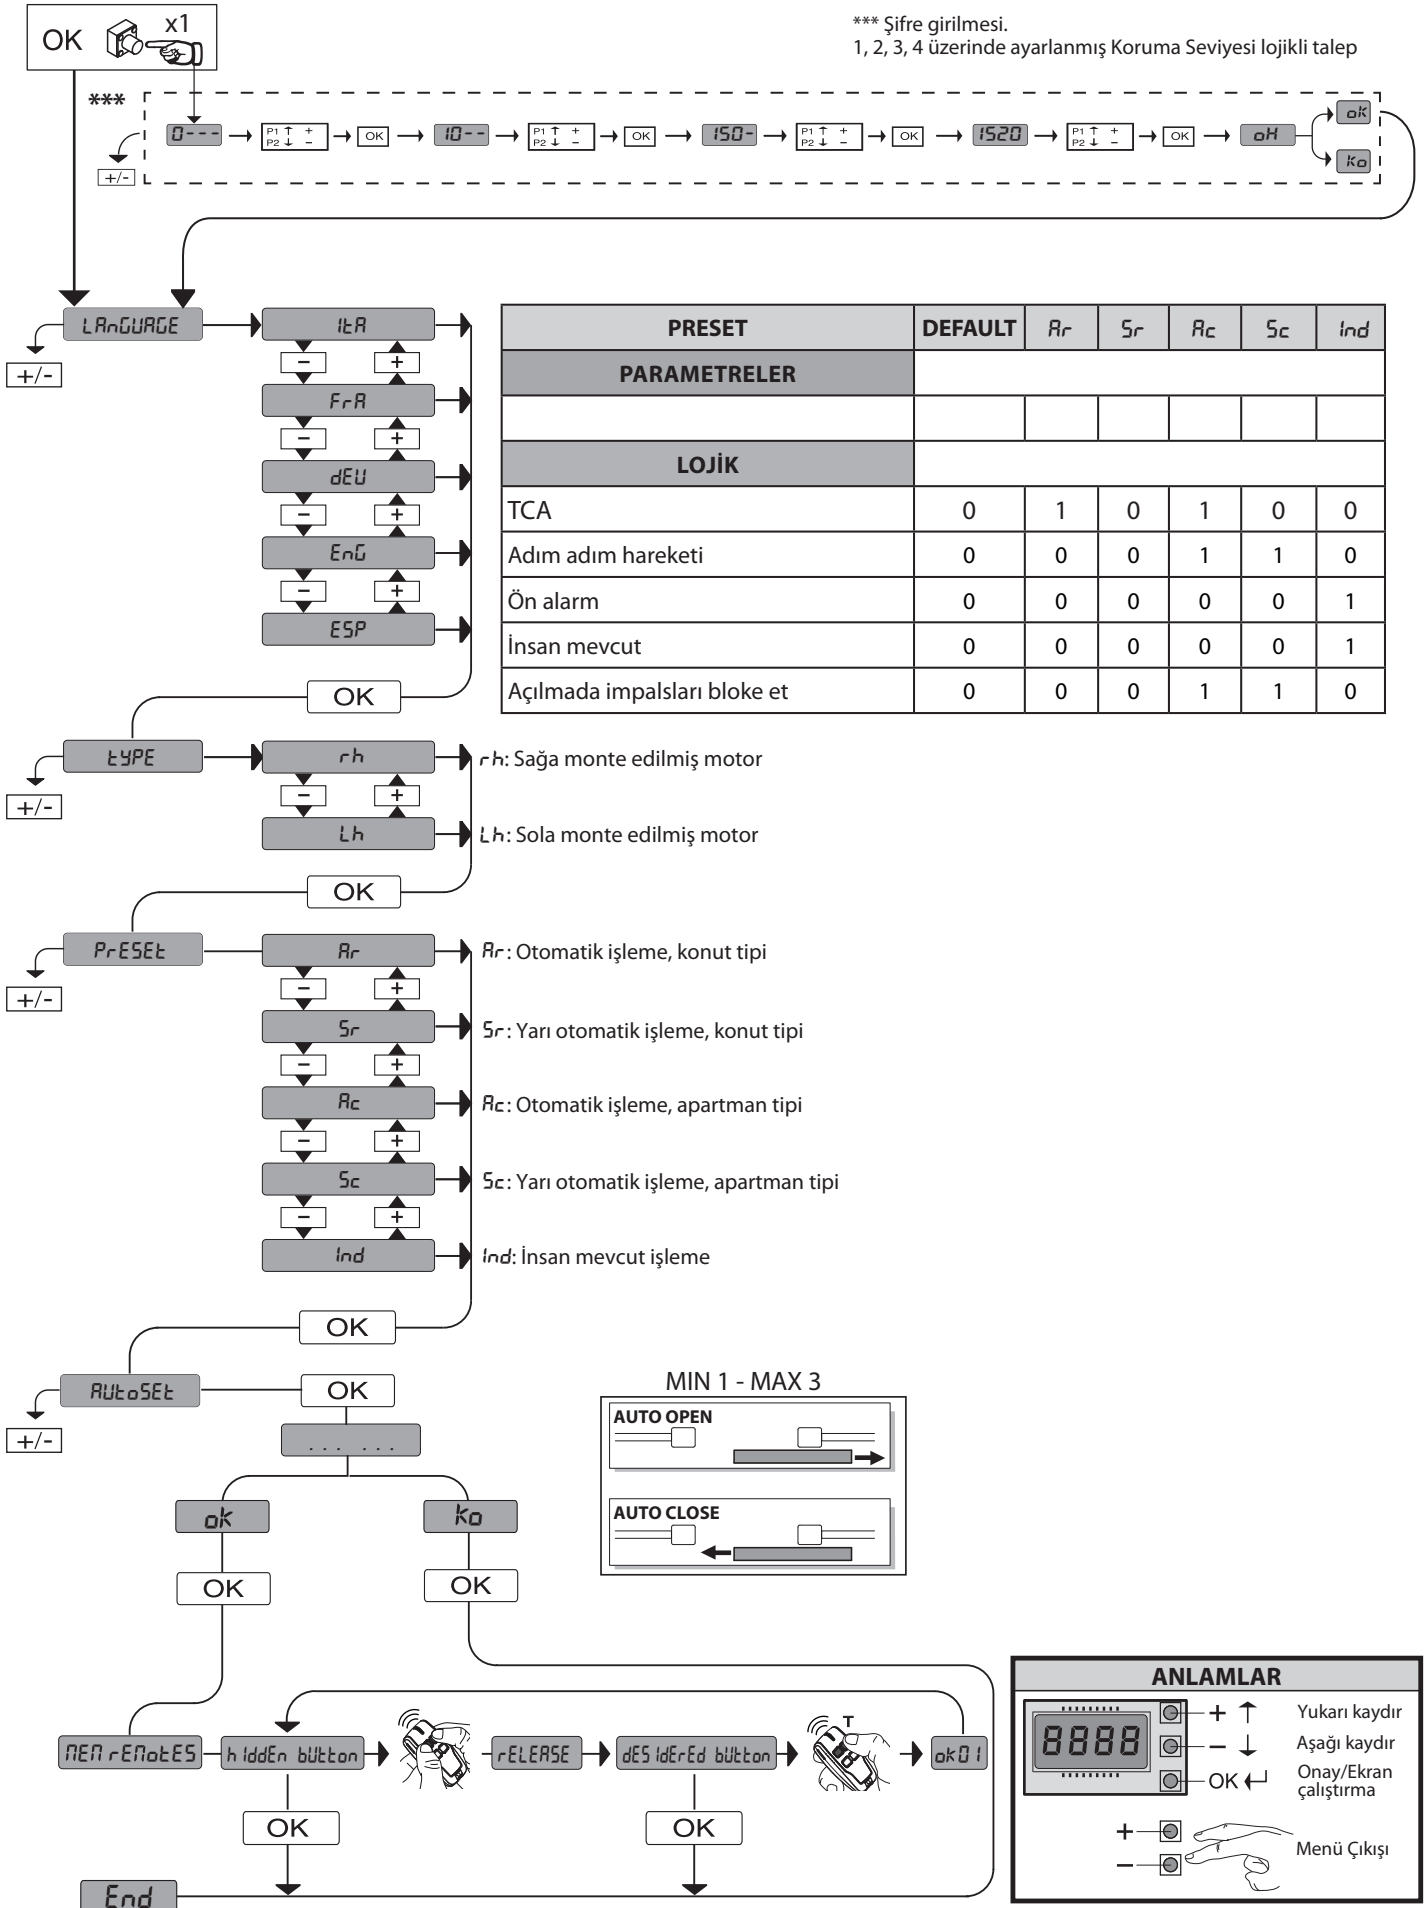 OK x1
*** Şifre girilmesi.
1, 2, 3, 4 üzerinde ayarlanmış Koruma Seviyesi lojikli talep
***
0--- P1 ↑ + P2 ↓ – OK 10-- P1 ↑ + P2 ↓ – OK 150- P1 ↑ + P2 ↓ – OK 1520 P1 ↑ + P2 ↓ – OK oH ok
Ko
+/-
LAnGUAGE
+/-
ItA
– +
FrA
– +
dEU
– +
EnG
– +
ESP
OK
PRESET DEFAULT Ar Sr Ac Sc Ind
PARAMETRELER
LOJİK
TCA 0 1 0 1 0 0
Adım adım hareketi 0 0 0 1 1 0
Ön alarm 0 0 0 0 0 1
İnsan mevcut 0 0 0 0 0 1
Açılmada impalsları bloke et 0 0 0 1 1 0
tYPE rh rh: Sağa monte edilmiş motor
+/- – +
Lh Lh: Sola monte edilmiş motor
OK
PrESEt Ar Ar: Otomatik işleme, konut tipi
+/- – +
Sr Sr: Yarı otomatik işleme, konut tipi
– +
Ac Ac: Otomatik işleme, apartman tipi
– +
Sc Sc: Yarı otomatik işleme, apartman tipi
– +
Ind Ind: İnsan mevcut işleme
OK
AUtoSEt OK
+/-
... ...
ok Ko
OK OK
MIN 1 - MAX 3
AUTO OPEN
AUTO CLOSE
MEM rEMotES hIddEn bUtton rELEASE dESIdErEd bUtton T ok01
OK OK
End
ANLAMLAR
8888
+ ↑ Yukarı kaydır
– ↓ Aşağı kaydır
OK Onay/Ekran
çalıştırma
+
– Menü Çıkışı